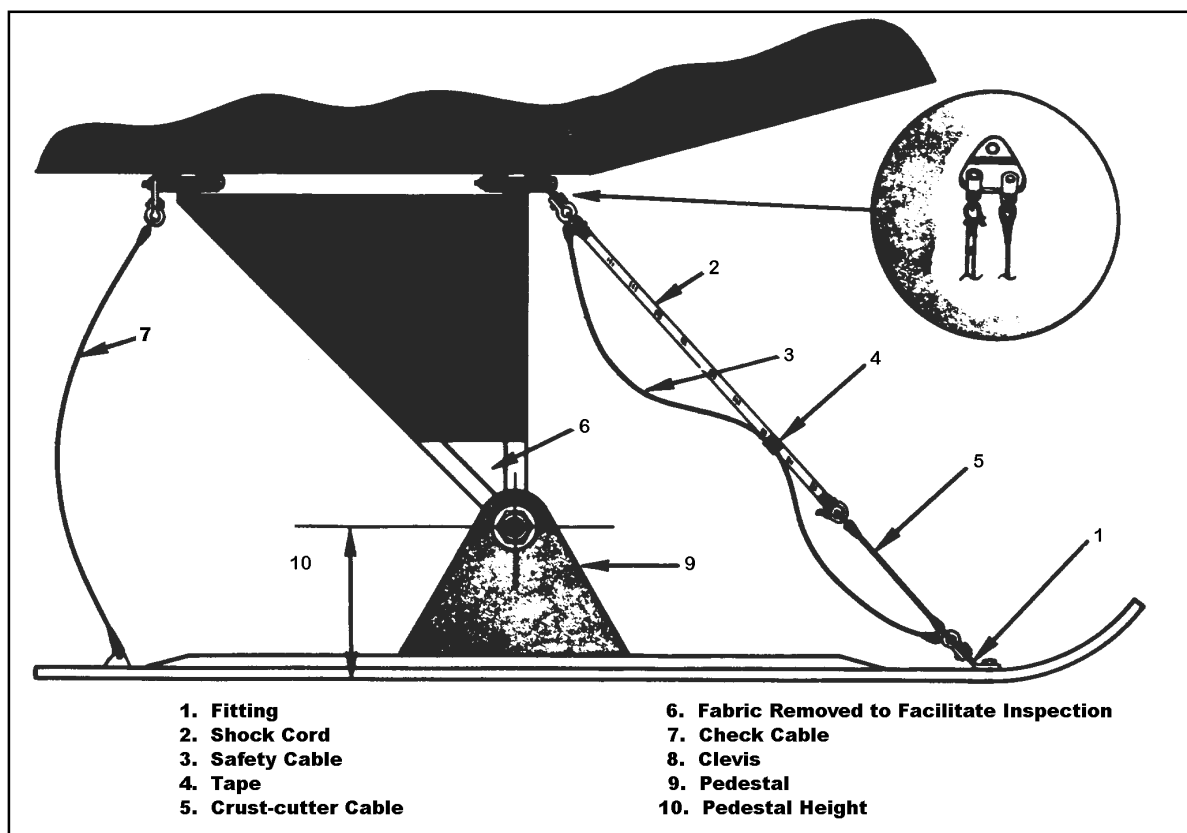 2
7
3
4
6
5
10
9
1
1. Fitting
2. Shock Cord
3. Safety Cable
4. Tape
5. Crust-cutter Cable
6. Fabric Removed to Facilitate Inspection
7. Check Cable
8. Clevis
9. Pedestal
10. Pedestal Height